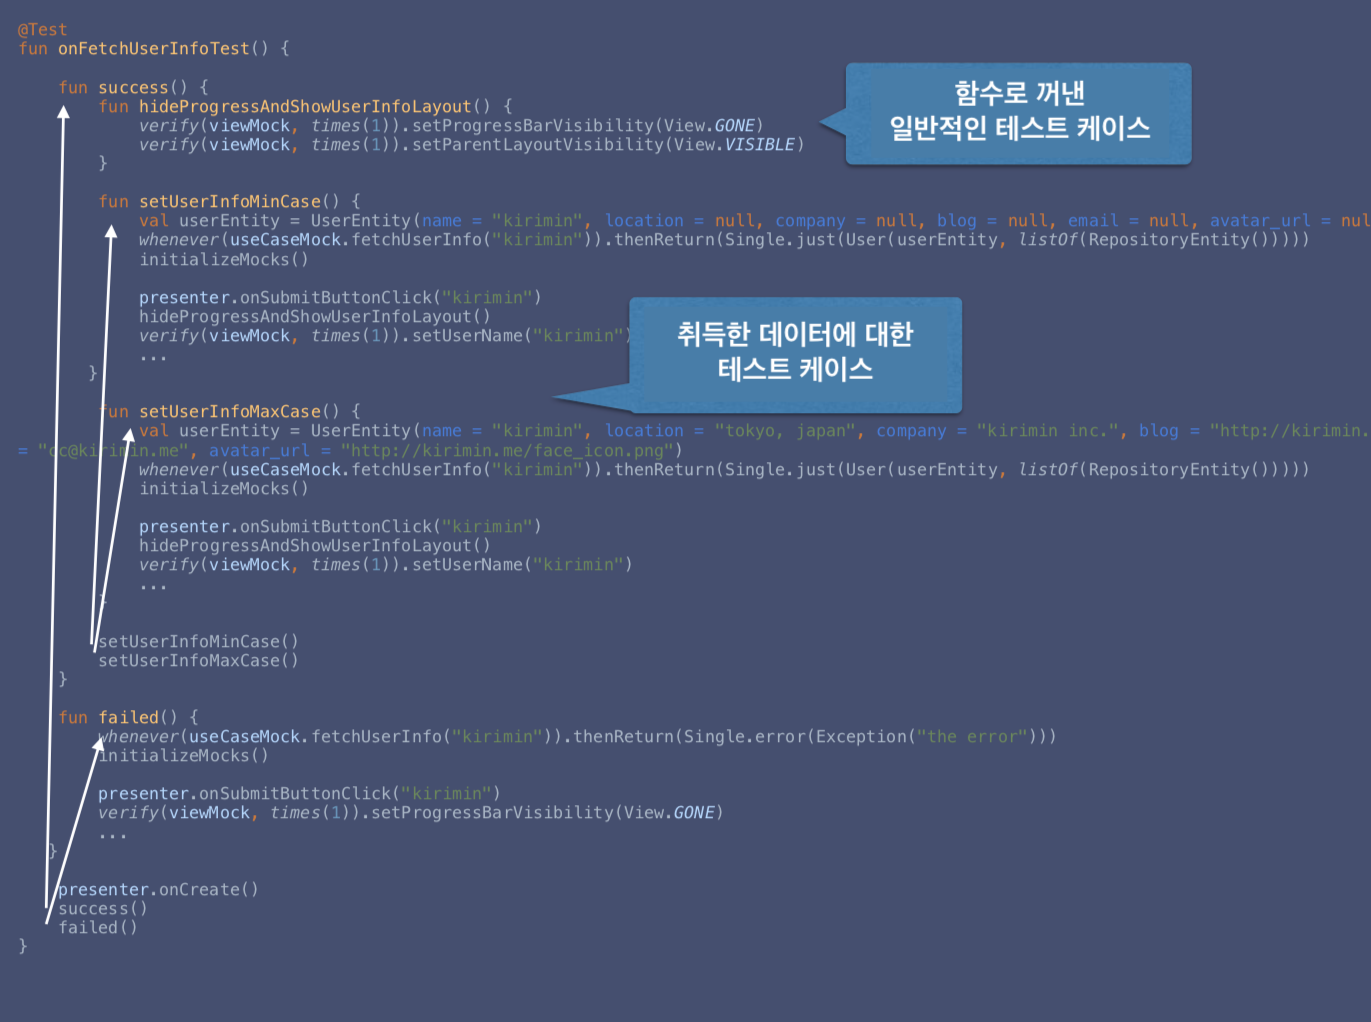 @Test
fun onFetchUserInfoTest() {
fun success() {
fun hideProgressAndShowUserInfoLayout() {
verify(viewMock, times(1)).setProgressBarVisibility(View.GONE)
verify(viewMock, times(1)).setParentLayoutVisibility(View.VISIBLE)
}
함수로 꺼낸
일반적인 테스트 케이스
fun setUserInfoMinCase() {
val userEntity = UserEntity(name = "kirimin", location = null, company = null, blog = null, email = null, avatar_url = nul
whenever(useCaseMock.fetchUserInfo("kirimin")).thenReturn(Single.just(User(userEntity, listOf(RepositoryEntity()))))
initializeMocks()
presenter.onSubmitButtonClick("kirimin")
hideProgressAndShowUserInfoLayout()
verify(viewMock, times(1)).setUserName("kirimin")
...
}
취득한 데이터에 대한
테스트 케이스
fun setUserInfoMaxCase() {
val userEntity = UserEntity(name = "kirimin", location = "tokyo, japan", company = "kirimin inc.", blog = "http://kirimin.
= "cc@kirimin.me", avatar_url = "http://kirimin.me/face_icon.png")
whenever(useCaseMock.fetchUserInfo("kirimin")).thenReturn(Single.just(User(userEntity, listOf(RepositoryEntity()))))
initializeMocks()
presenter.onSubmitButtonClick("kirimin")
hideProgressAndShowUserInfoLayout()
verify(viewMock, times(1)).setUserName("kirimin")
...
}
setUserInfoMinCase()
setUserInfoMaxCase()
}
fun failed() {
whenever(useCaseMock.fetchUserInfo("kirimin")).thenReturn(Single.error(Exception("the error")))
initializeMocks()
presenter.onSubmitButtonClick("kirimin")
verify(viewMock, times(1)).setProgressBarVisibility(View.GONE)
...
}
presenter.onCreate()
success()
failed()
}